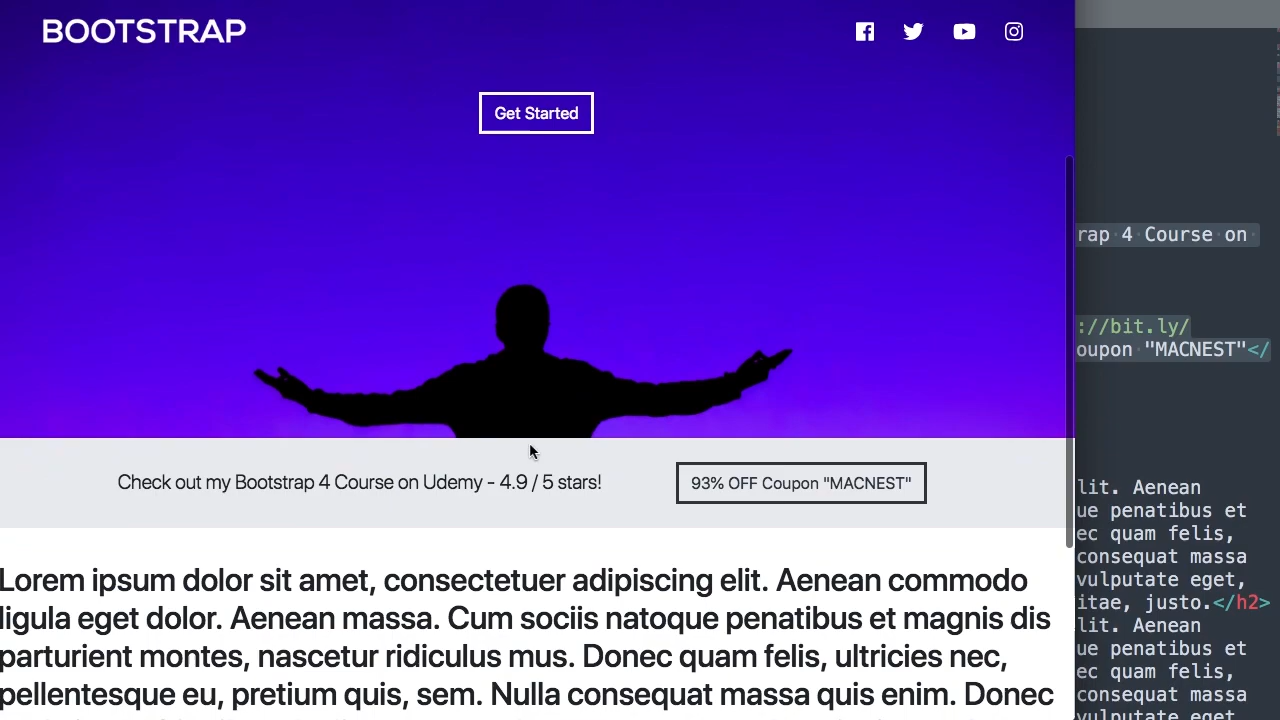 BOOTSTRAP
Get Started
Check out my Bootstrap 4 Course on Udemy - 4.9 / 5 stars!
93% OFF Coupon "MACNEST"
Lorem ipsum dolor sit amet, consectetuer adipiscing elit. Aenean commodo
ligula eget dolor. Aenean massa. Cum sociis natoque penatibus et magnis dis
parturient montes, nascetur ridiculus mus. Donec quam felis, ultricies nec,
pellentesque eu, pretium quis, sem. Nulla consequat massa quis enim. Donec
rap 4 Course on
://bit.ly/
oupon "MACNEST"</
lit. Aenean
ue penatibus et
ec quam felis,
consequat massa
vulputate eget,
itae, justo.</h2>
lit. Aenean
ue penatibus et
ec quam felis,
consequat massa
vulputate eget